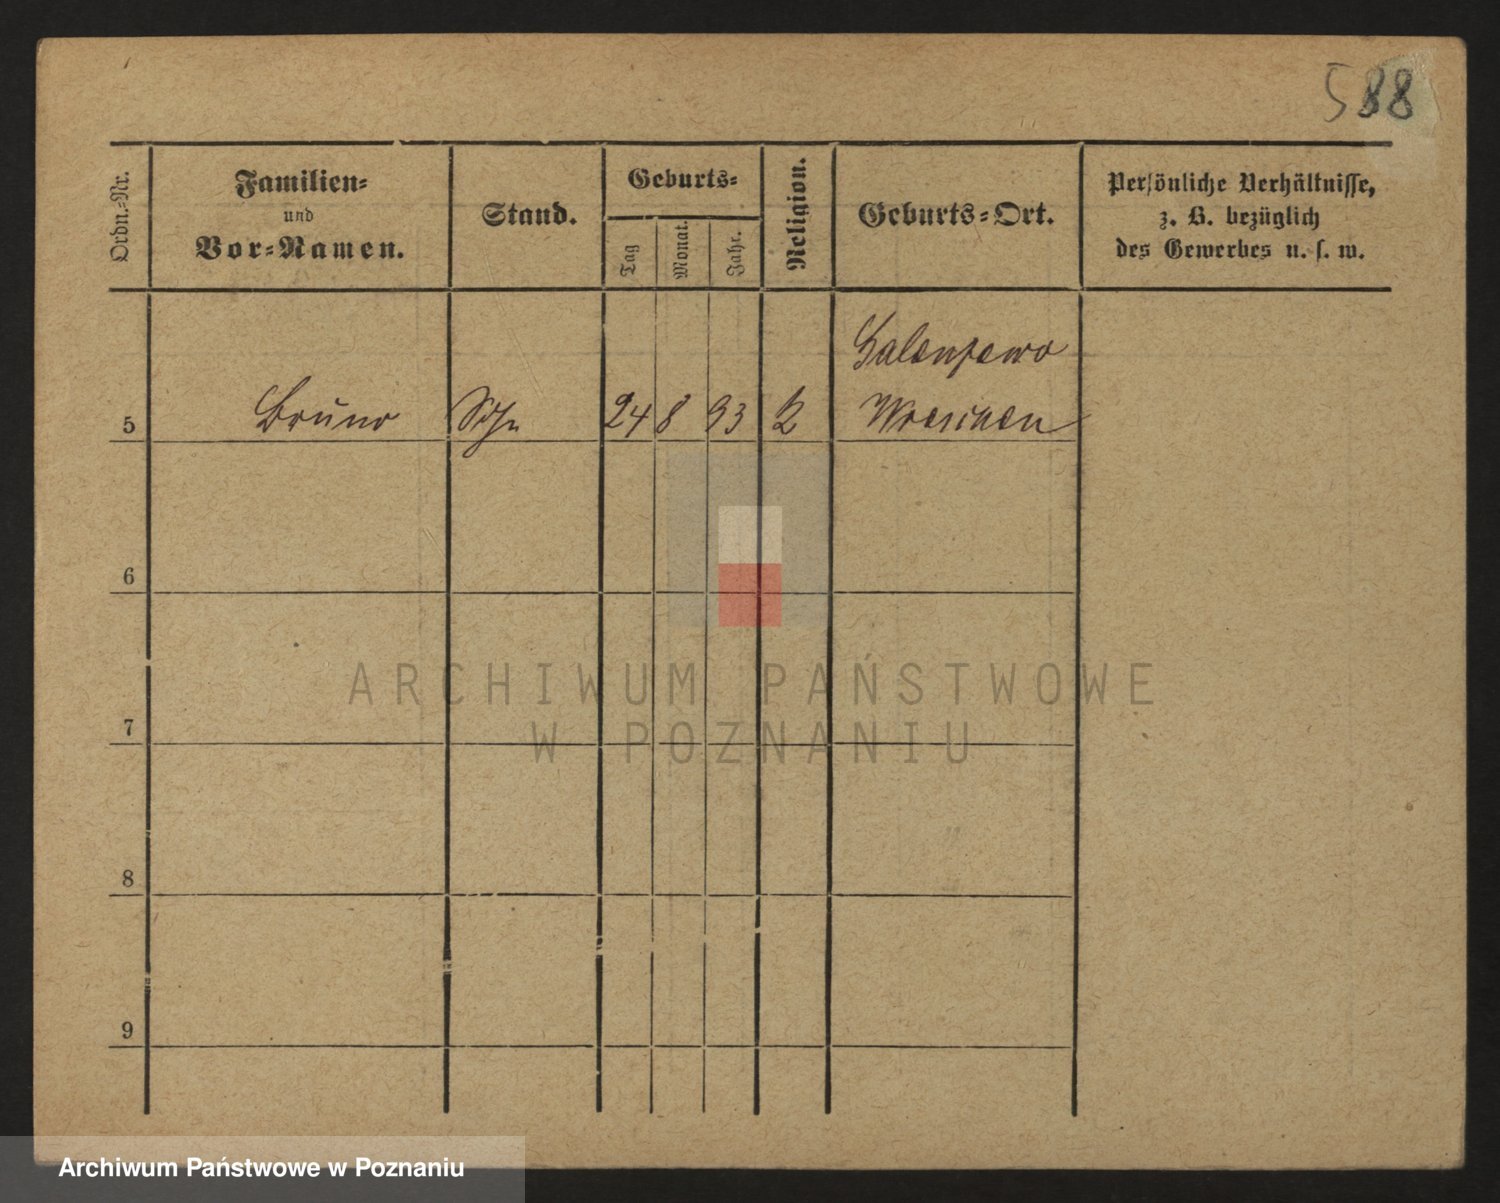 588
Ordn.-Nr.
Familien-
und
Vor-Namen.
Stand.
Geburts-
Tag
Monat.
Jahr.
Religion.
Geburts-Ort.
Persönliche Verhältnisse,
z. B. bezüglich
des Gewerbes u. s. w.
5 Bruno 24 8 93 Wreschen
6
7
8
9
ARCHIWUM PAŃSTWOWE
W POZNANIU
Archiwum Państwowe w Poznaniu